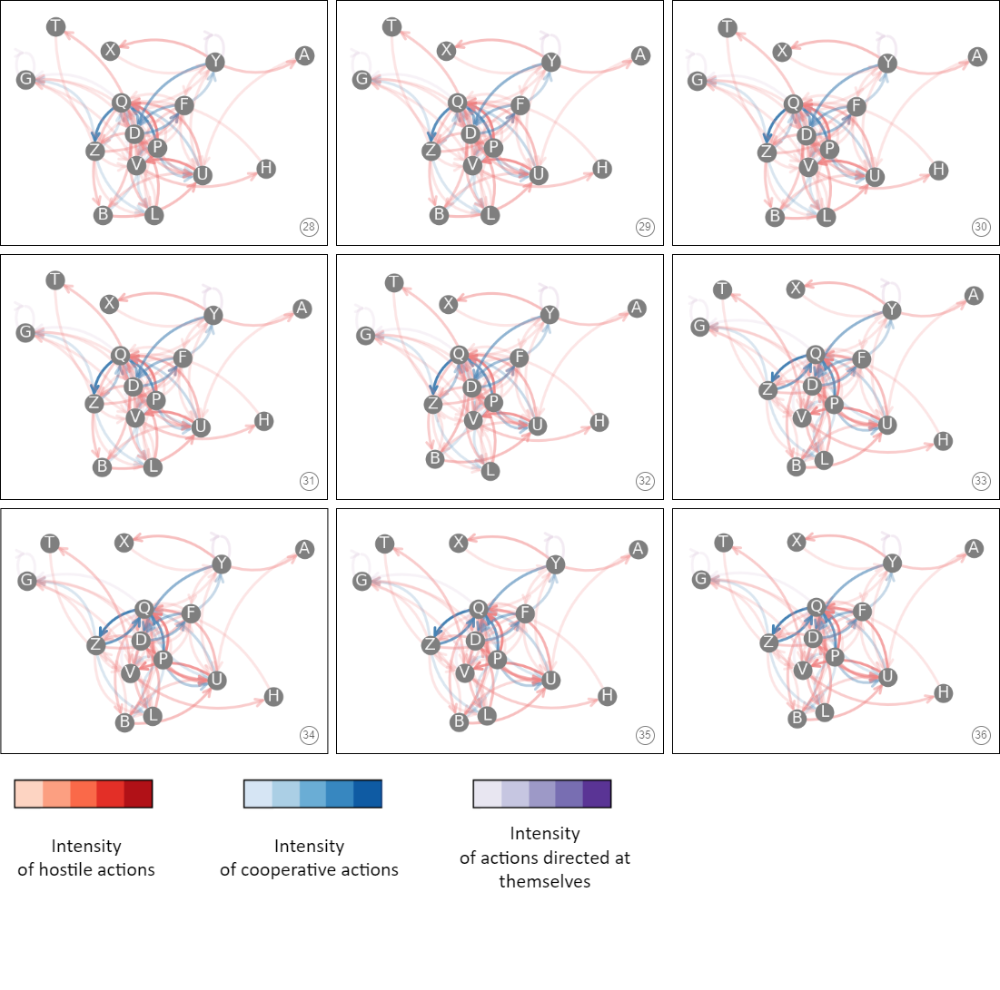 T
X
Y
A
G
Q
F
D
Z
P
V
U
H
B
L
28
T
X
Y
A
G
Q
F
D
Z
P
V
U
H
B
L
29
T
X
Y
A
G
Q
F
D
Z
P
V
U
H
B
L
30
T
X
Y
A
G
Q
F
D
Z
P
V
U
H
B
L
31
T
X
Y
A
G
Q
F
D
Z
P
V
U
H
B
L
32
T
X
Y
A
G
Q
F
D
Z
P
V
U
H
B
L
33
T
X
Y
A
G
Q
F
D
Z
P
V
U
H
B
L
34
T
X
Y
A
G
Q
F
D
Z
P
V
U
H
B
L
35
T
X
Y
A
G
Q
F
D
Z
P
V
U
H
B
L
36
Intensity
of hostile actions
Intensity
of cooperative actions
Intensity
of actions directed at
themselves